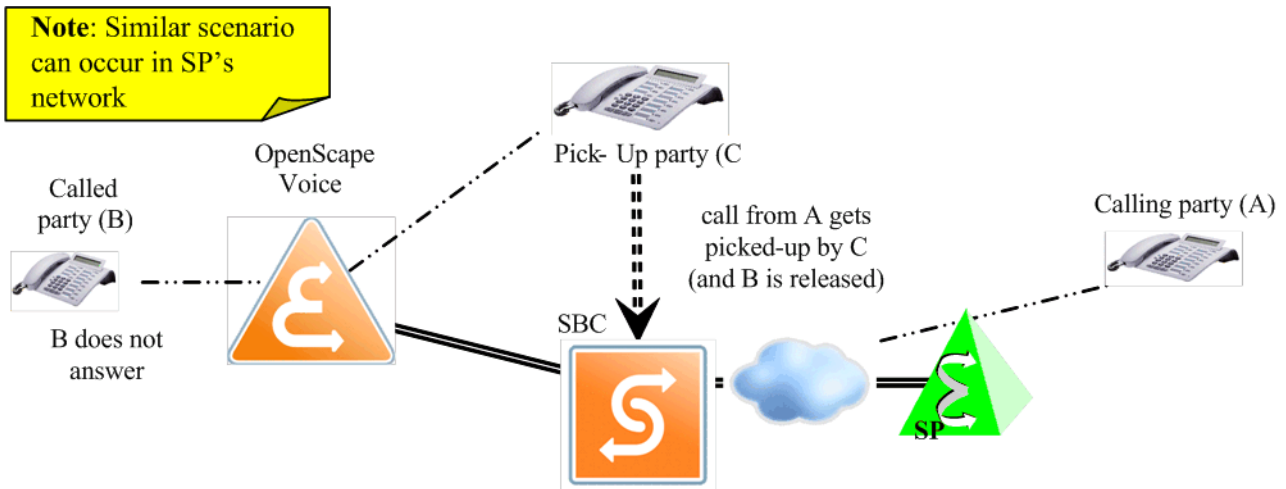 Note: Similar scenario
can occur in SP's
network
OpenScape
Voice
Pick- Up party (C
Called
party (B)
call from A gets
picked-up by C
(and B is released)
Calling party (A)
B does not
answer
SBC
SP